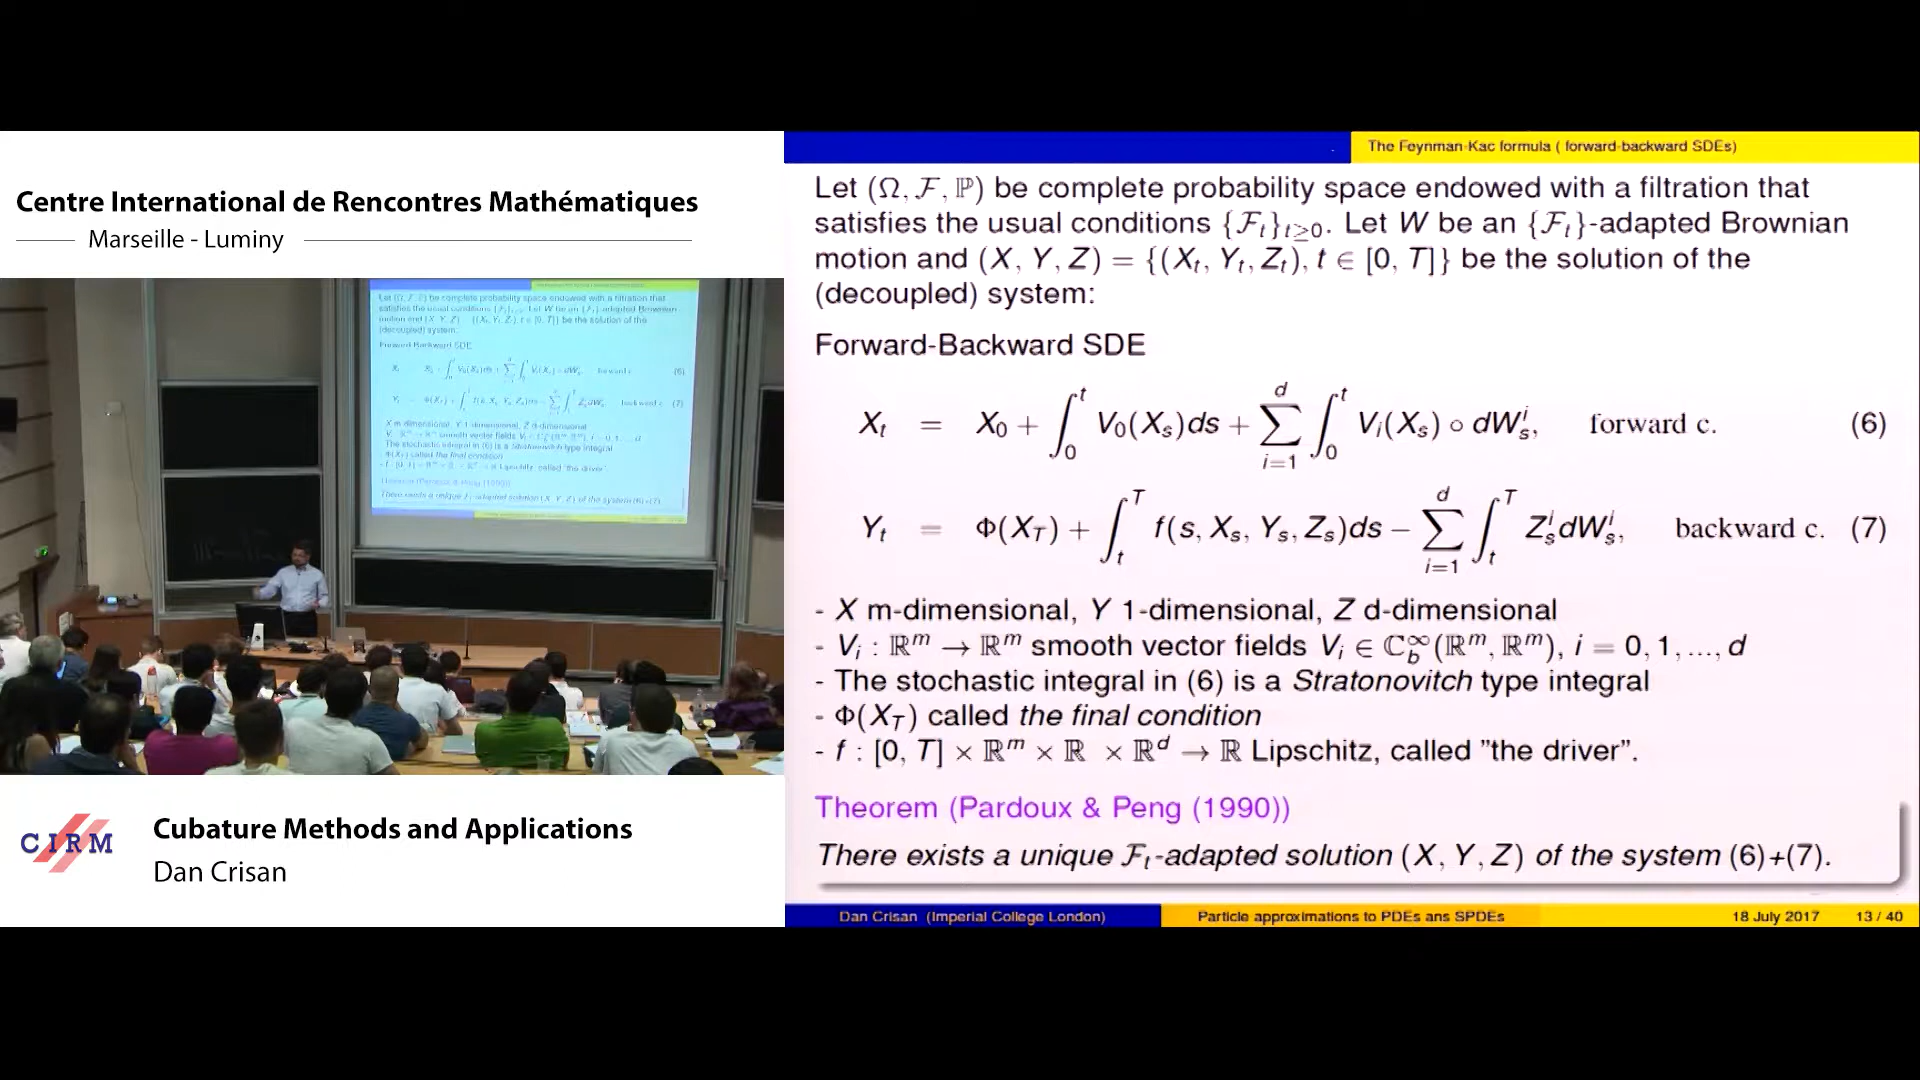 Centre International de Rencontres Mathématiques
Marseille - Luminy
CIRM
Cubature Methods and Applications
Dan Crisan
The Feynman-Kac formula ( forward-backward SDEs)
Let (Ω, ℱ, ℙ) be complete probability space endowed with a filtration that
satisfies the usual conditions {ℱ_t}_{t≥0}. Let W be an {ℱ_t}-adapted Brownian
motion and (X, Y, Z) = {(X_t, Y_t, Z_t), t ∈ [0, T]} be the solution of the
(decoupled) system:
Forward-Backward SDE
X_t = X_0 + ∫_0^t V_0(X_s)ds + ∑_{i=1}^d ∫_0^t V_i(X_s) ∘ dW_s^i, forward c. (6)
Y_t = Φ(X_T) + ∫_t^T f(s, X_s, Y_s, Z_s)ds − ∑_{i=1}^d ∫_t^T Z_s^i dW_s^i, backward c. (7)
- X m-dimensional, Y 1-dimensional, Z d-dimensional
- V_i : ℝ^m → ℝ^m smooth vector fields V_i ∈ ℂ_b^∞(ℝ^m, ℝ^m), i = 0, 1, ..., d
- The stochastic integral in (6) is a Stratonovitch type integral
- Φ(X_T) called the final condition
- f : [0, T] × ℝ^m × ℝ × ℝ^d → ℝ Lipschitz, called "the driver".
Theorem (Pardoux & Peng (1990))
There exists a unique ℱ_t-adapted solution (X, Y, Z) of the system (6)+(7).
Dan Crisan (Imperial College London) Particle approximations to PDEs ans SPDEs 18 July 2017 13 / 40